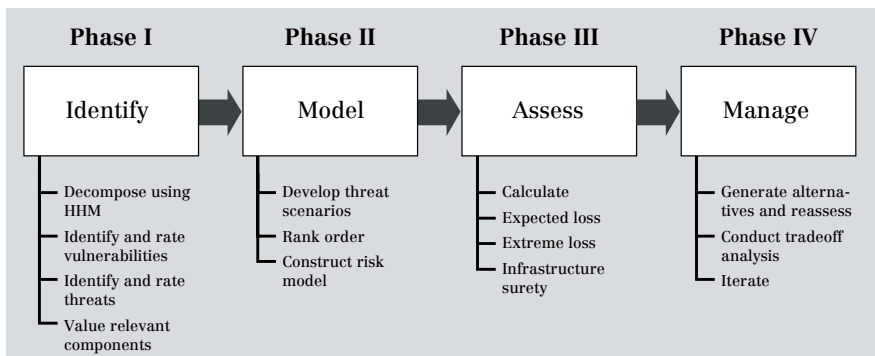 Phase I
Identify
Decompose using
HHM
Identify and rate
vulnerabilities
Identify and rate
threats
Value relevant
components
Phase II
Model
Develop threat
scenarios
Rank order
Construct risk
model
Phase III
Assess
Calculate
Expected loss
Extreme loss
Infrastructure
surety
Phase IV
Manage
Generate alterna-
tives and reassess
Conduct tradeoff
analysis
Iterate